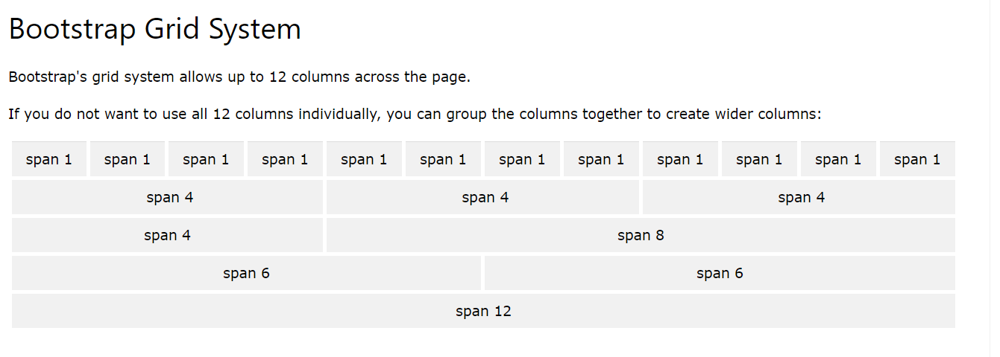 Bootstrap Grid System
Bootstrap's grid system allows up to 12 columns across the page.
If you do not want to use all 12 columns individually, you can group the columns together to create wider columns:
span 1 span 1 span 1 span 1 span 1 span 1 span 1 span 1 span 1 span 1 span 1 span 1
span 4 span 4 span 4
span 4 span 8
span 6 span 6
span 12